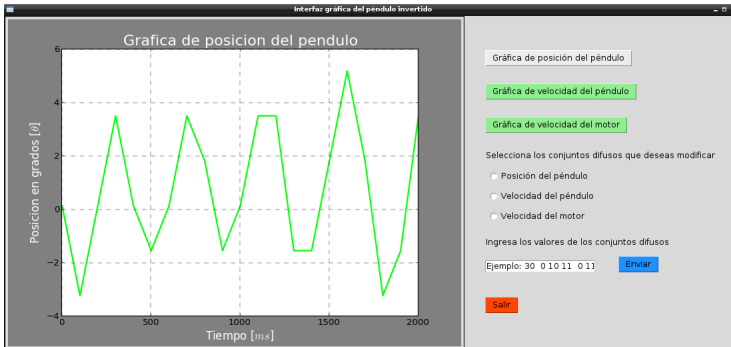 Interfaz gráfica del péndulo invertido
Grafica de posicion del pendulo
Posicion en grados [θ]
6
4
2
0
−2
−4
0
500
1000
1500
2000
Tiempo [ms]
Gráfica de posición del péndulo
Gráfica de velocidad del péndulo
Gráfica de velocidad del motor
Selecciona los conjuntos difusos que deseas modificar
Posición del péndulo
Velocidad del péndulo
Velocidad del motor
Ingresa los valores de los conjuntos difusos
Ejemplo: 30 0 10 11 0 11
Enviar
Salir